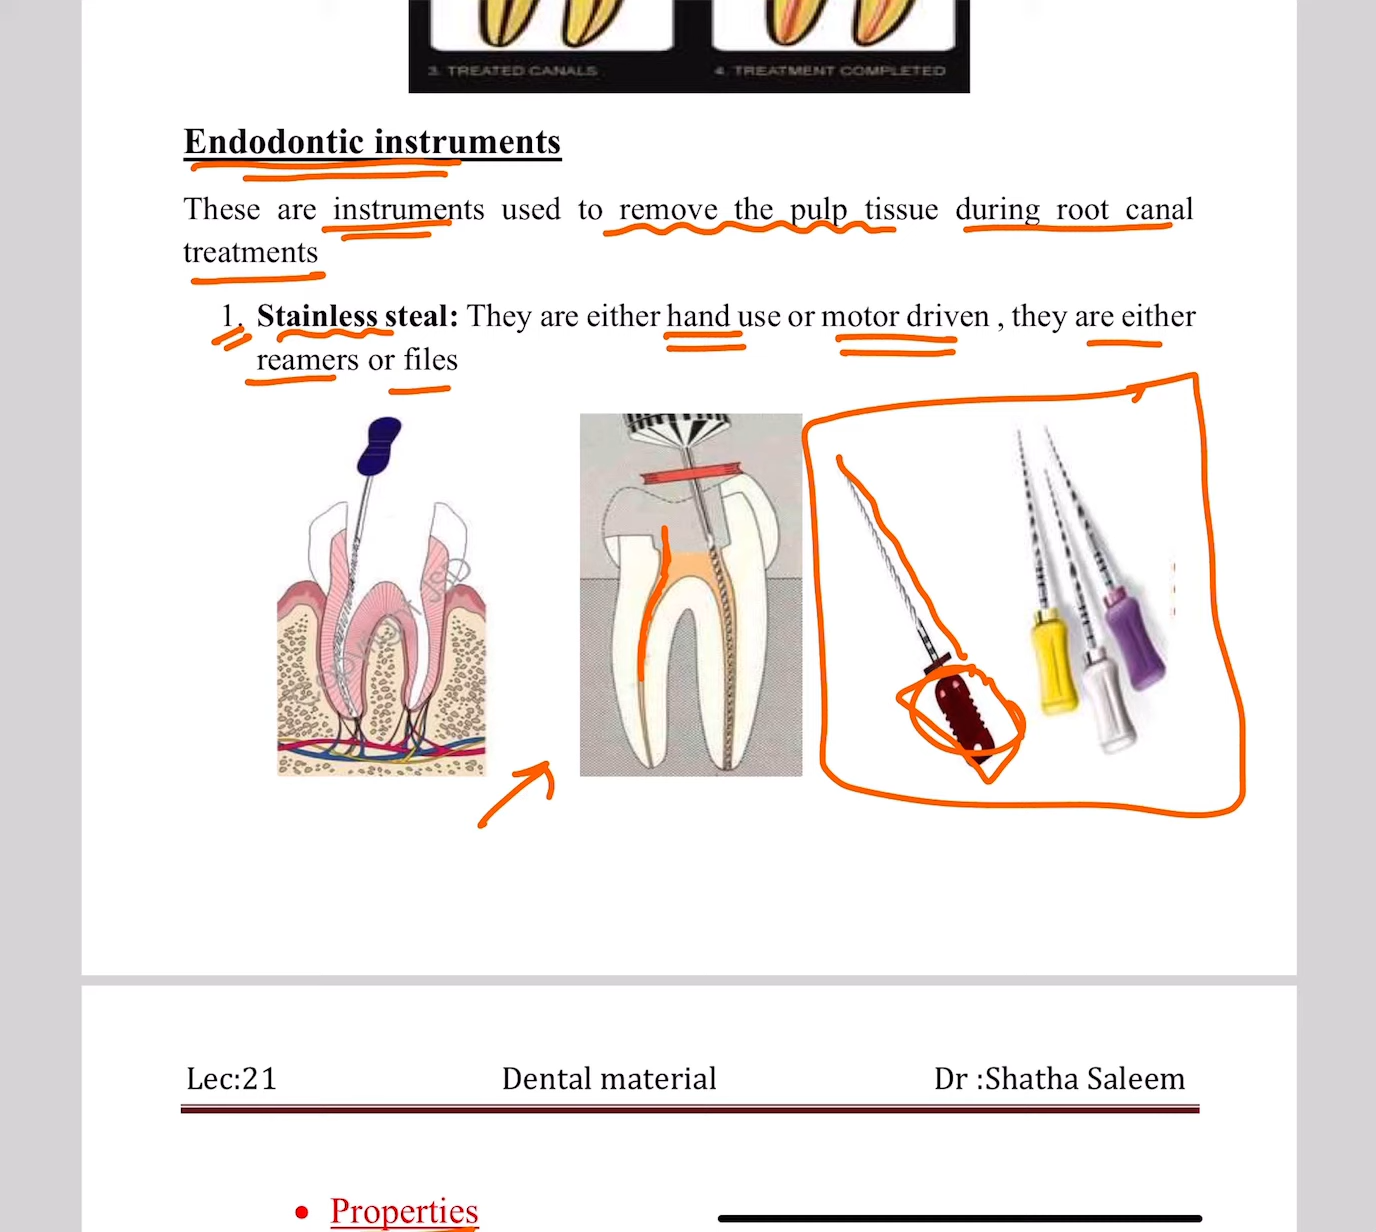 3. TREATED CANALS
4. TREATMENT COMPLETED
Endodontic instruments
These are instruments used to remove the pulp tissue during root canal
treatments
1. Stainless steal: They are either hand use or motor driven , they are either
reamers or files
Lec:21 Dental material Dr :Shatha Saleem
• Properties